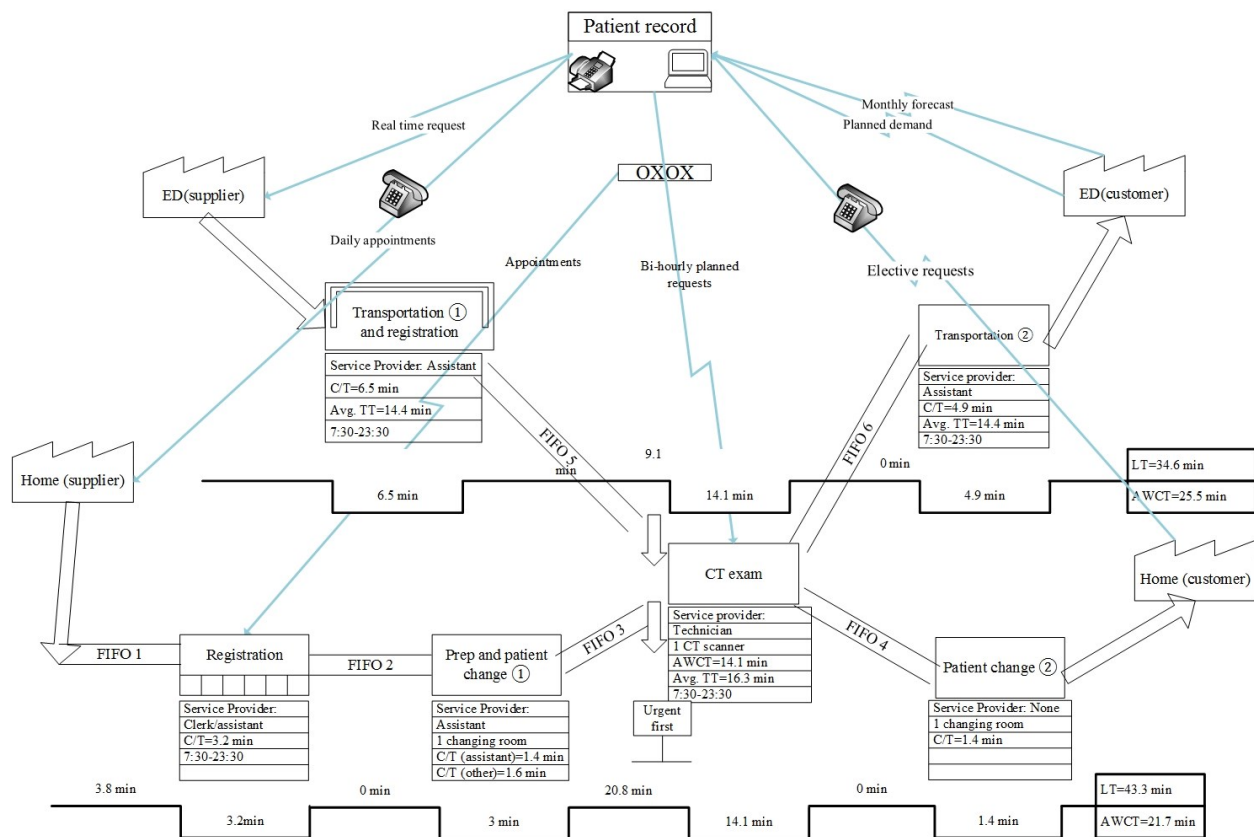 Patient record
Monthly forecast
Planned demand
Real time request
OXOX
ED(supplier)
ED(customer)
Daily appointments
Appointments
Bi-hourly planned
requests
Elective requests
Transportation ①
and registration
Service Provider: Assistant
C/T=6.5 min
Avg. TT=14.4 min
7:30-23:30
Transportation ②
Service provider:
Assistant
C/T=4.9 min
Avg. TT=14.4 min
7:30-23:30
FIFO 5
FIFO 6
9.1
min
0 min
6.5 min
14.1 min
4.9 min
LT=34.6 min
AWCT=25.5 min
Home (supplier)
CT exam
Service provider:
Technician
1 CT scanner
AWCT=14.1 min
Avg. TT=16.3 min
7:30-23:30
Home (customer)
FIFO 1
Registration
Service Provider:
Clerk/assistant
C/T=3.2 min
7:30-23:30
FIFO 2
Prep and patient
change ①
Service Provider:
Assistant
1 changing room
C/T (assistant)=1.4 min
C/T (other)=1.6 min
FIFO 3
Urgent
first
FIFO 4
Patient change ②
Service Provider: None
1 changing room
C/T=1.4 min
3.8 min
0 min
20.8 min
0 min
LT=43.3 min
3.2min
3 min
14.1 min
1.4 min
AWCT=21.7 min